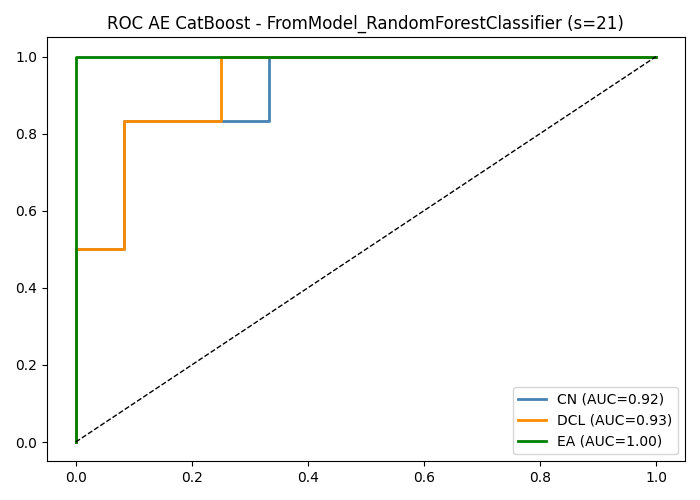 ROC AE CatBoost - FromModel_RandomForestClassifier (s=21)
1.0
0.8
0.6
0.4
0.2
0.0
0.0 0.2 0.4 0.6 0.8 1.0
CN (AUC=0.92)
DCL (AUC=0.93)
EA (AUC=1.00)